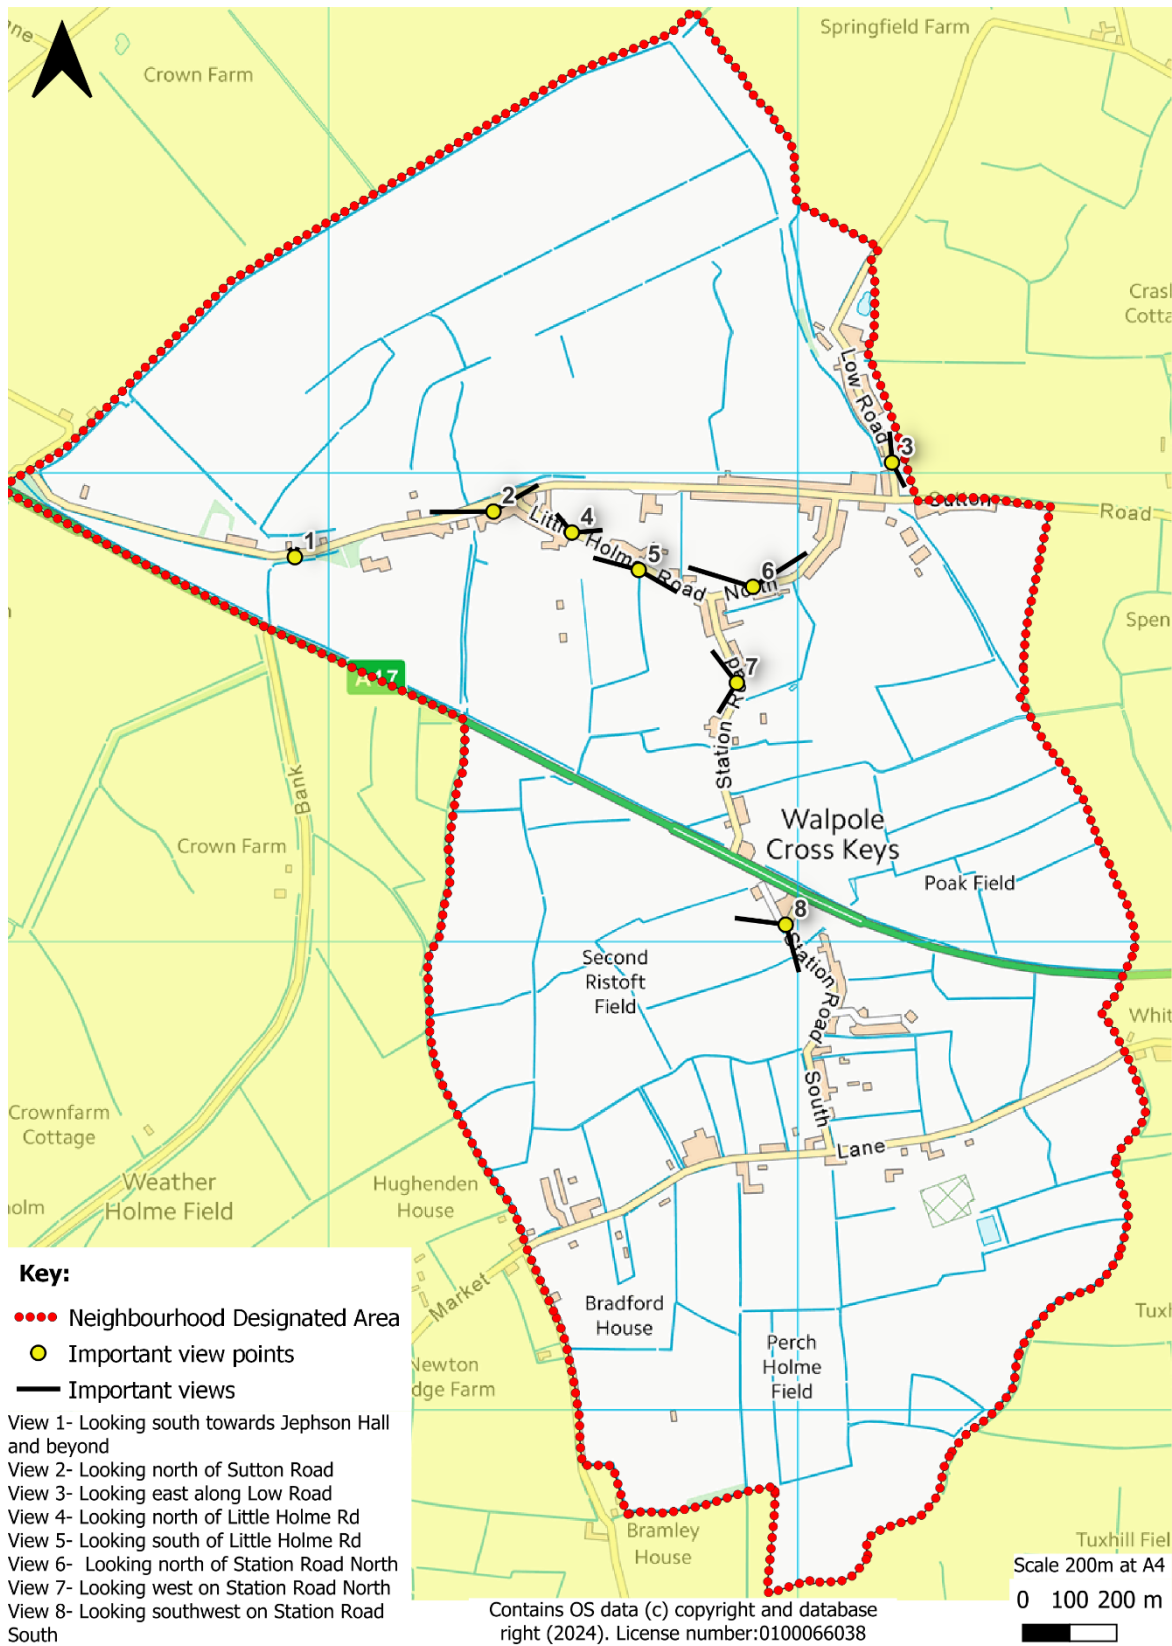 ne
Crown Farm
Springfield Farm
Crash
Cotta
Low Road
3
2
1
Little Holme Road
4
5
6
North
Sutton
Road
Spen
A17
7
Station Road
Bank
Crown Farm
Walpole
Cross Keys
Poak Field
8
Second
Ristoft
Field
Station Road
South
Whit
Crownfarm
Cottage
Lane
Weather
Holme Field
olm
Hughenden
House
Market
Bradford
House
Perch
Holme
Field
Newton
dge Farm
Tuxh
Bramley
House
Tuxhill Fiel
Key:
Neighbourhood Designated Area
Important view points
Important views
View 1- Looking south towards Jephson Hall
and beyond
View 2- Looking north of Sutton Road
View 3- Looking east along Low Road
View 4- Looking north of Little Holme Rd
View 5- Looking south of Little Holme Rd
View 6- Looking north of Station Road North
View 7- Looking west on Station Road North
View 8- Looking southwest on Station Road
South
Contains OS data (c) copyright and database
right (2024). License number:0100066038
Scale 200m at A4
0 100 200 m